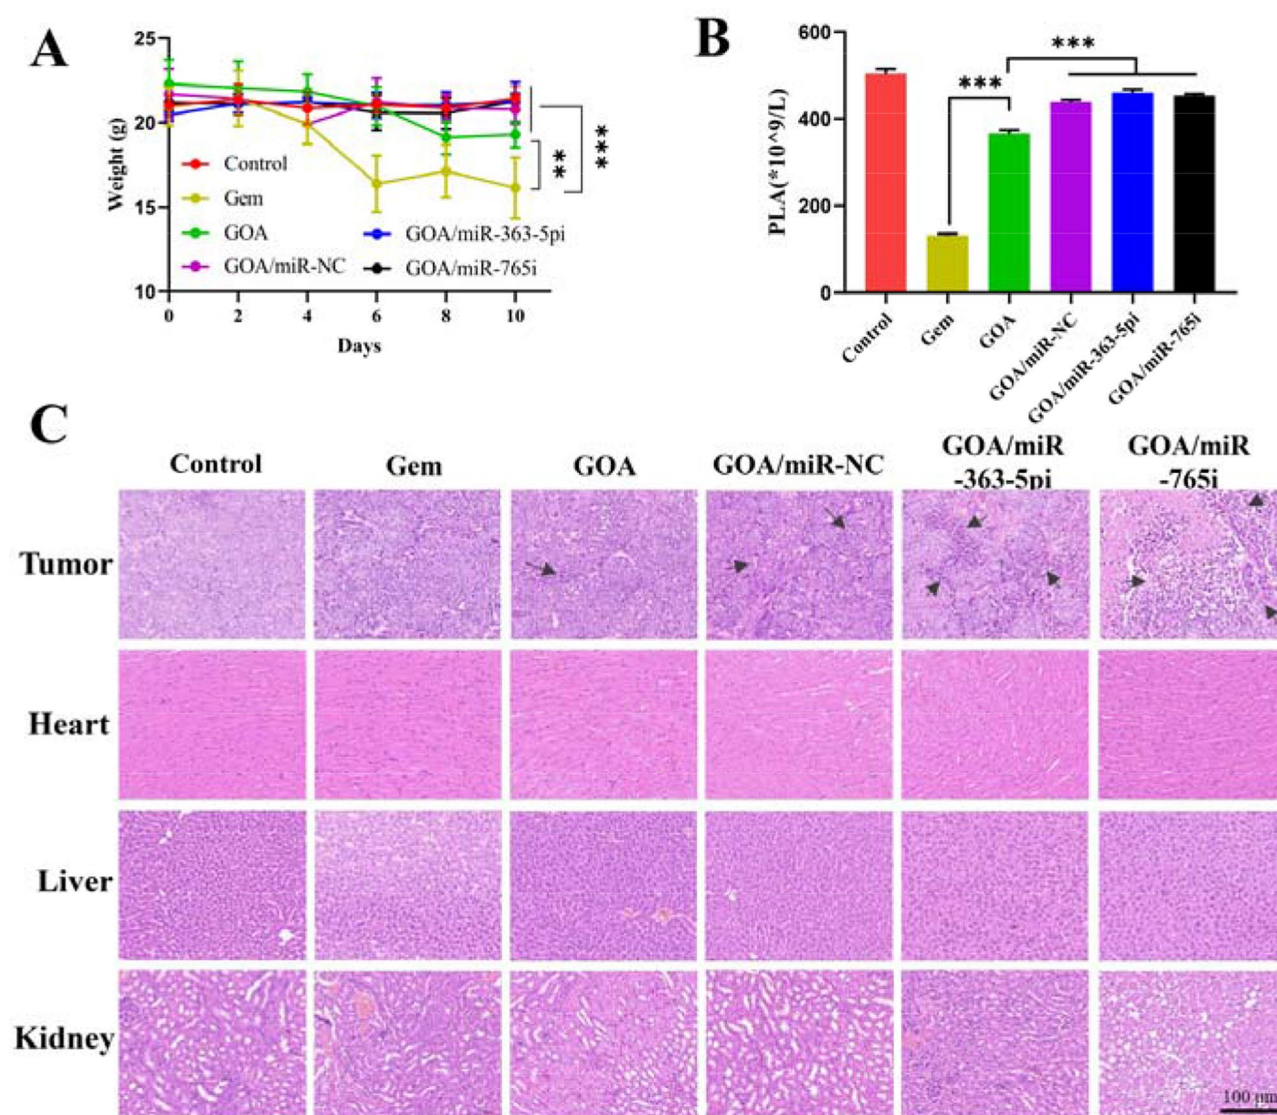 A
25
20
15
10
Weight (g)
Control
Gem
GOA
GOA/miR-NC
GOA/miR-363-5pi
GOA/miR-765i
**
***
0 2 4 6 8 10
Days
B
600
400
200
0
PLA(*10^9/L)
***
***
Control
Gem
GOA
GOA/miR-NC
GOA/miR-363-5pi
GOA/miR-765i
C
Control Gem GOA GOA/miR-NC GOA/miR
-363-5pi
GOA/miR
-765i
Tumor
Heart
Liver
Kidney
100 μm